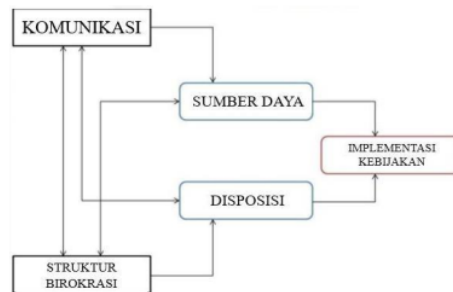 KOMUNIKASI
SUMBER DAYA
IMPLEMENTASI
KEBIJAKAN
DISPOSISI
STRUKTUR
BIROKRASI